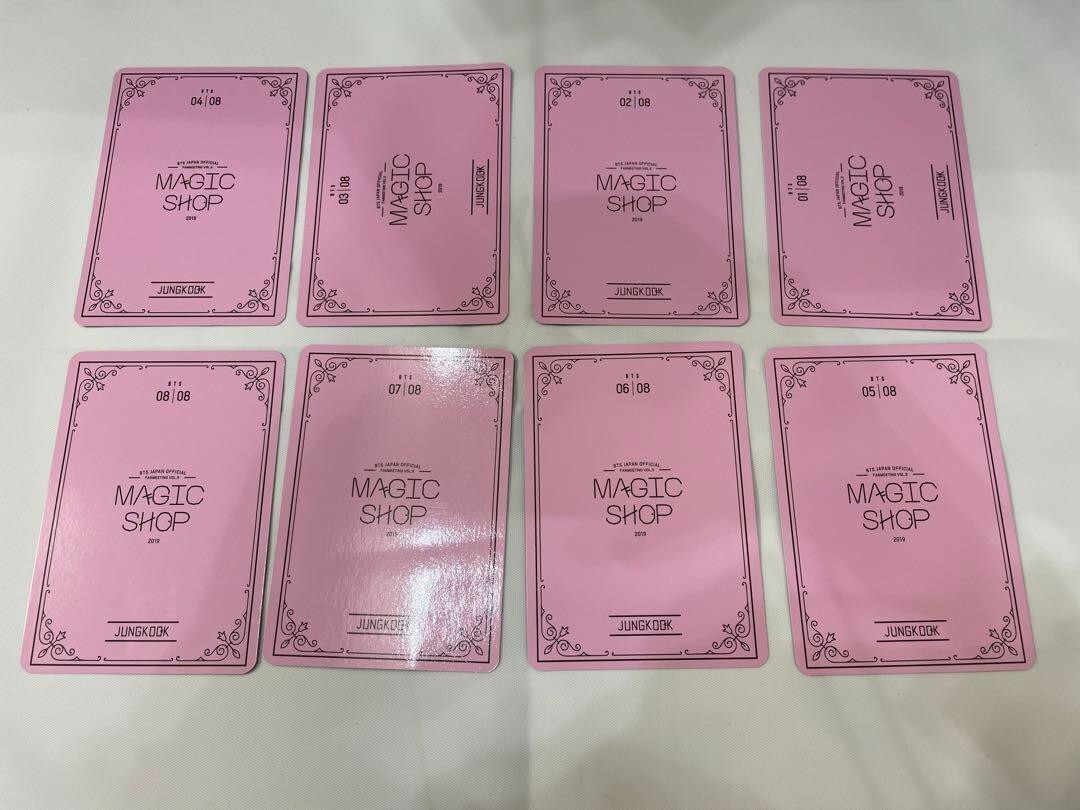 BTS
04|08
BTS JAPAN OFFICIAL
FANMEETING VOL.5
MAGIC
SHOP
2019
JUNGKOOK
BTS
03|08
BTS JAPAN OFFICIAL
FANMEETING VOL.5
MAGIC
SHOP
2019
JUNGKOOK
BTS
02|08
BTS JAPAN OFFICIAL
FANMEETING VOL.5
MAGIC
SHOP
2019
JUNGKOOK
BTS
01|08
BTS JAPAN OFFICIAL
FANMEETING VOL.5
MAGIC
SHOP
2019
JUNGKOOK
BTS
08|08
BTS JAPAN OFFICIAL
FANMEETING VOL.5
MAGIC
SHOP
2019
JUNGKOOK
BTS
07|08
BTS JAPAN OFFICIAL
FANMEETING VOL.5
MAGIC
SHOP
2019
JUNGKOOK
BTS
06|08
BTS JAPAN OFFICIAL
FANMEETING VOL.5
MAGIC
SHOP
2019
JUNGKOOK
BTS
05|08
BTS JAPAN OFFICIAL
FANMEETING VOL.5
MAGIC
SHOP
2019
JUNGKOOK